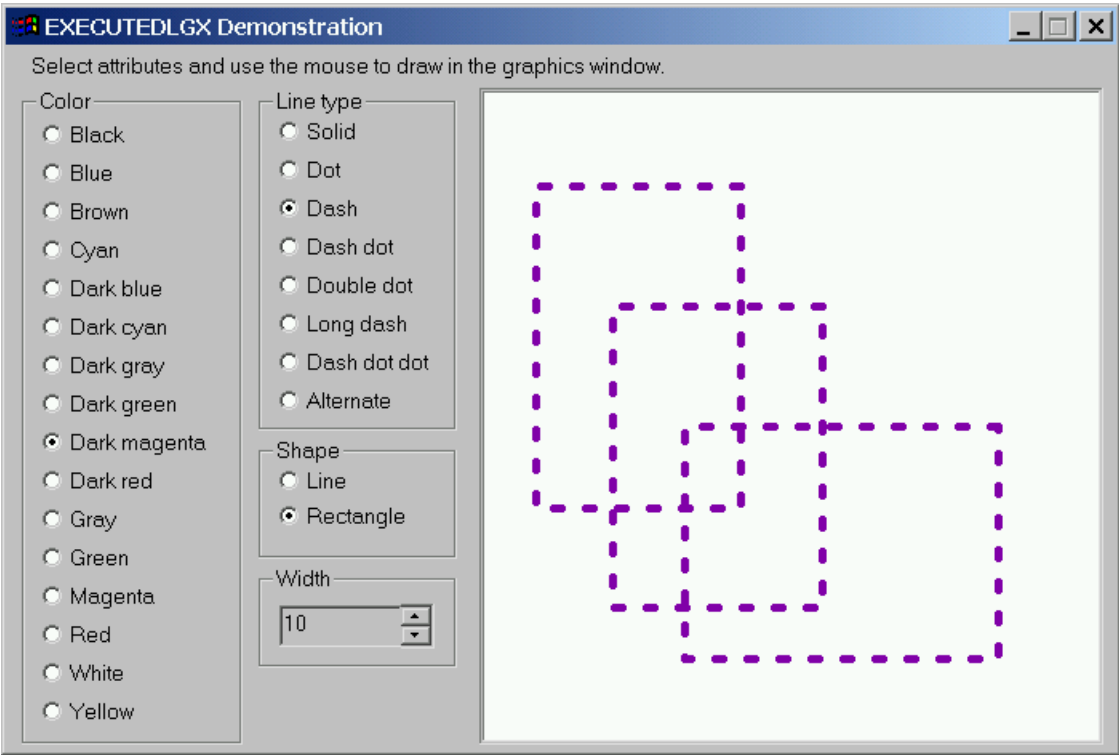 EXECUTEDLGX Demonstration
Select attributes and use the mouse to draw in the graphics window.
Color
Black
Blue
Brown
Cyan
Dark blue
Dark cyan
Dark gray
Dark green
Dark magenta
Dark red
Gray
Green
Magenta
Red
White
Yellow
Line type
Solid
Dot
Dash
Dash dot
Double dot
Long dash
Dash dot dot
Alternate
Shape
Line
Rectangle
Width
10